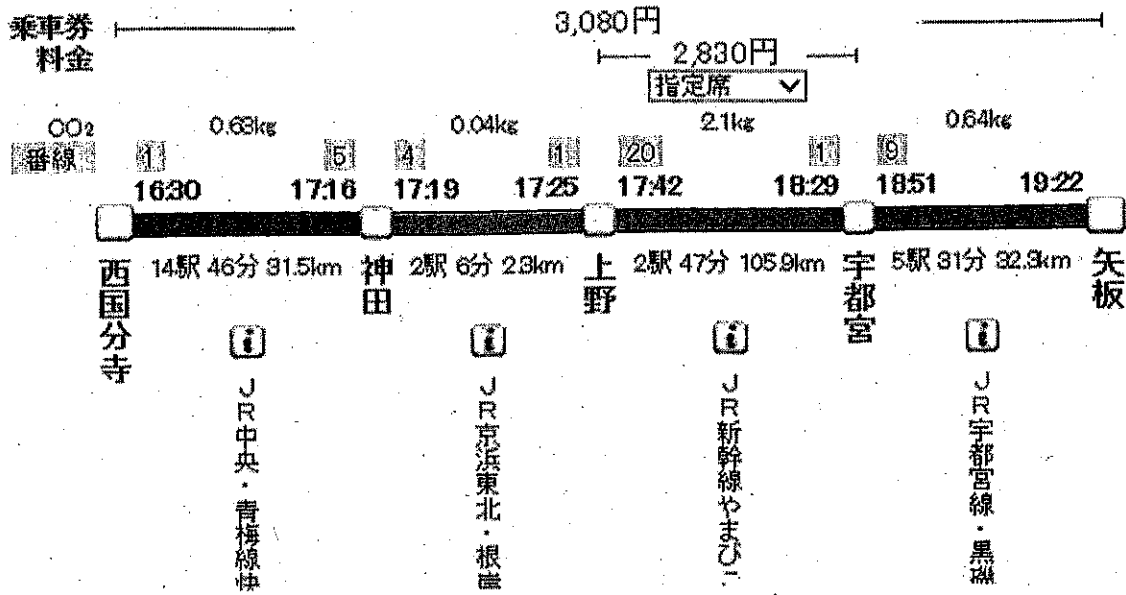 乗車券 3,080円
料金 2,830円
指定席
CO2 0.63kg 0.04kg 2.1kg 0.64kg
番線 1 5 4 1 20 1 9
16:30 17:16 17:19 17:25 17:42 18:29 18:51 19:22
14駅 46分 31.5km 2駅 6分 2.3km 2駅 47分 105.9km 5駅 31分 32.3km
西国分寺
神田
上野
宇都宮
矢板
i i i i
JR中央・青梅線快
JR京浜東北・根岸
JR新幹線やまびこ
JR宇都宮線・黒磯